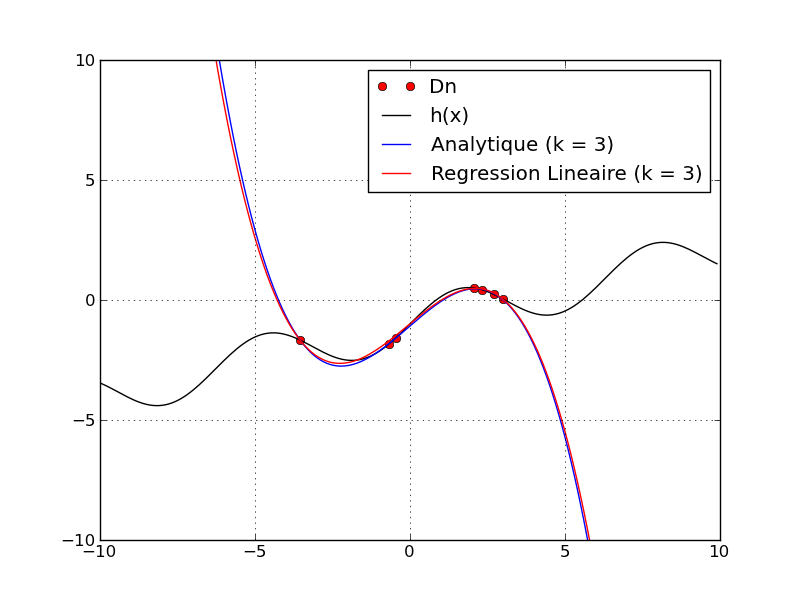 10
5
0
−5
−10
−10
−5
0
5
10
Dn
h(x)
Analytique (k = 3)
Regression Lineaire (k = 3)